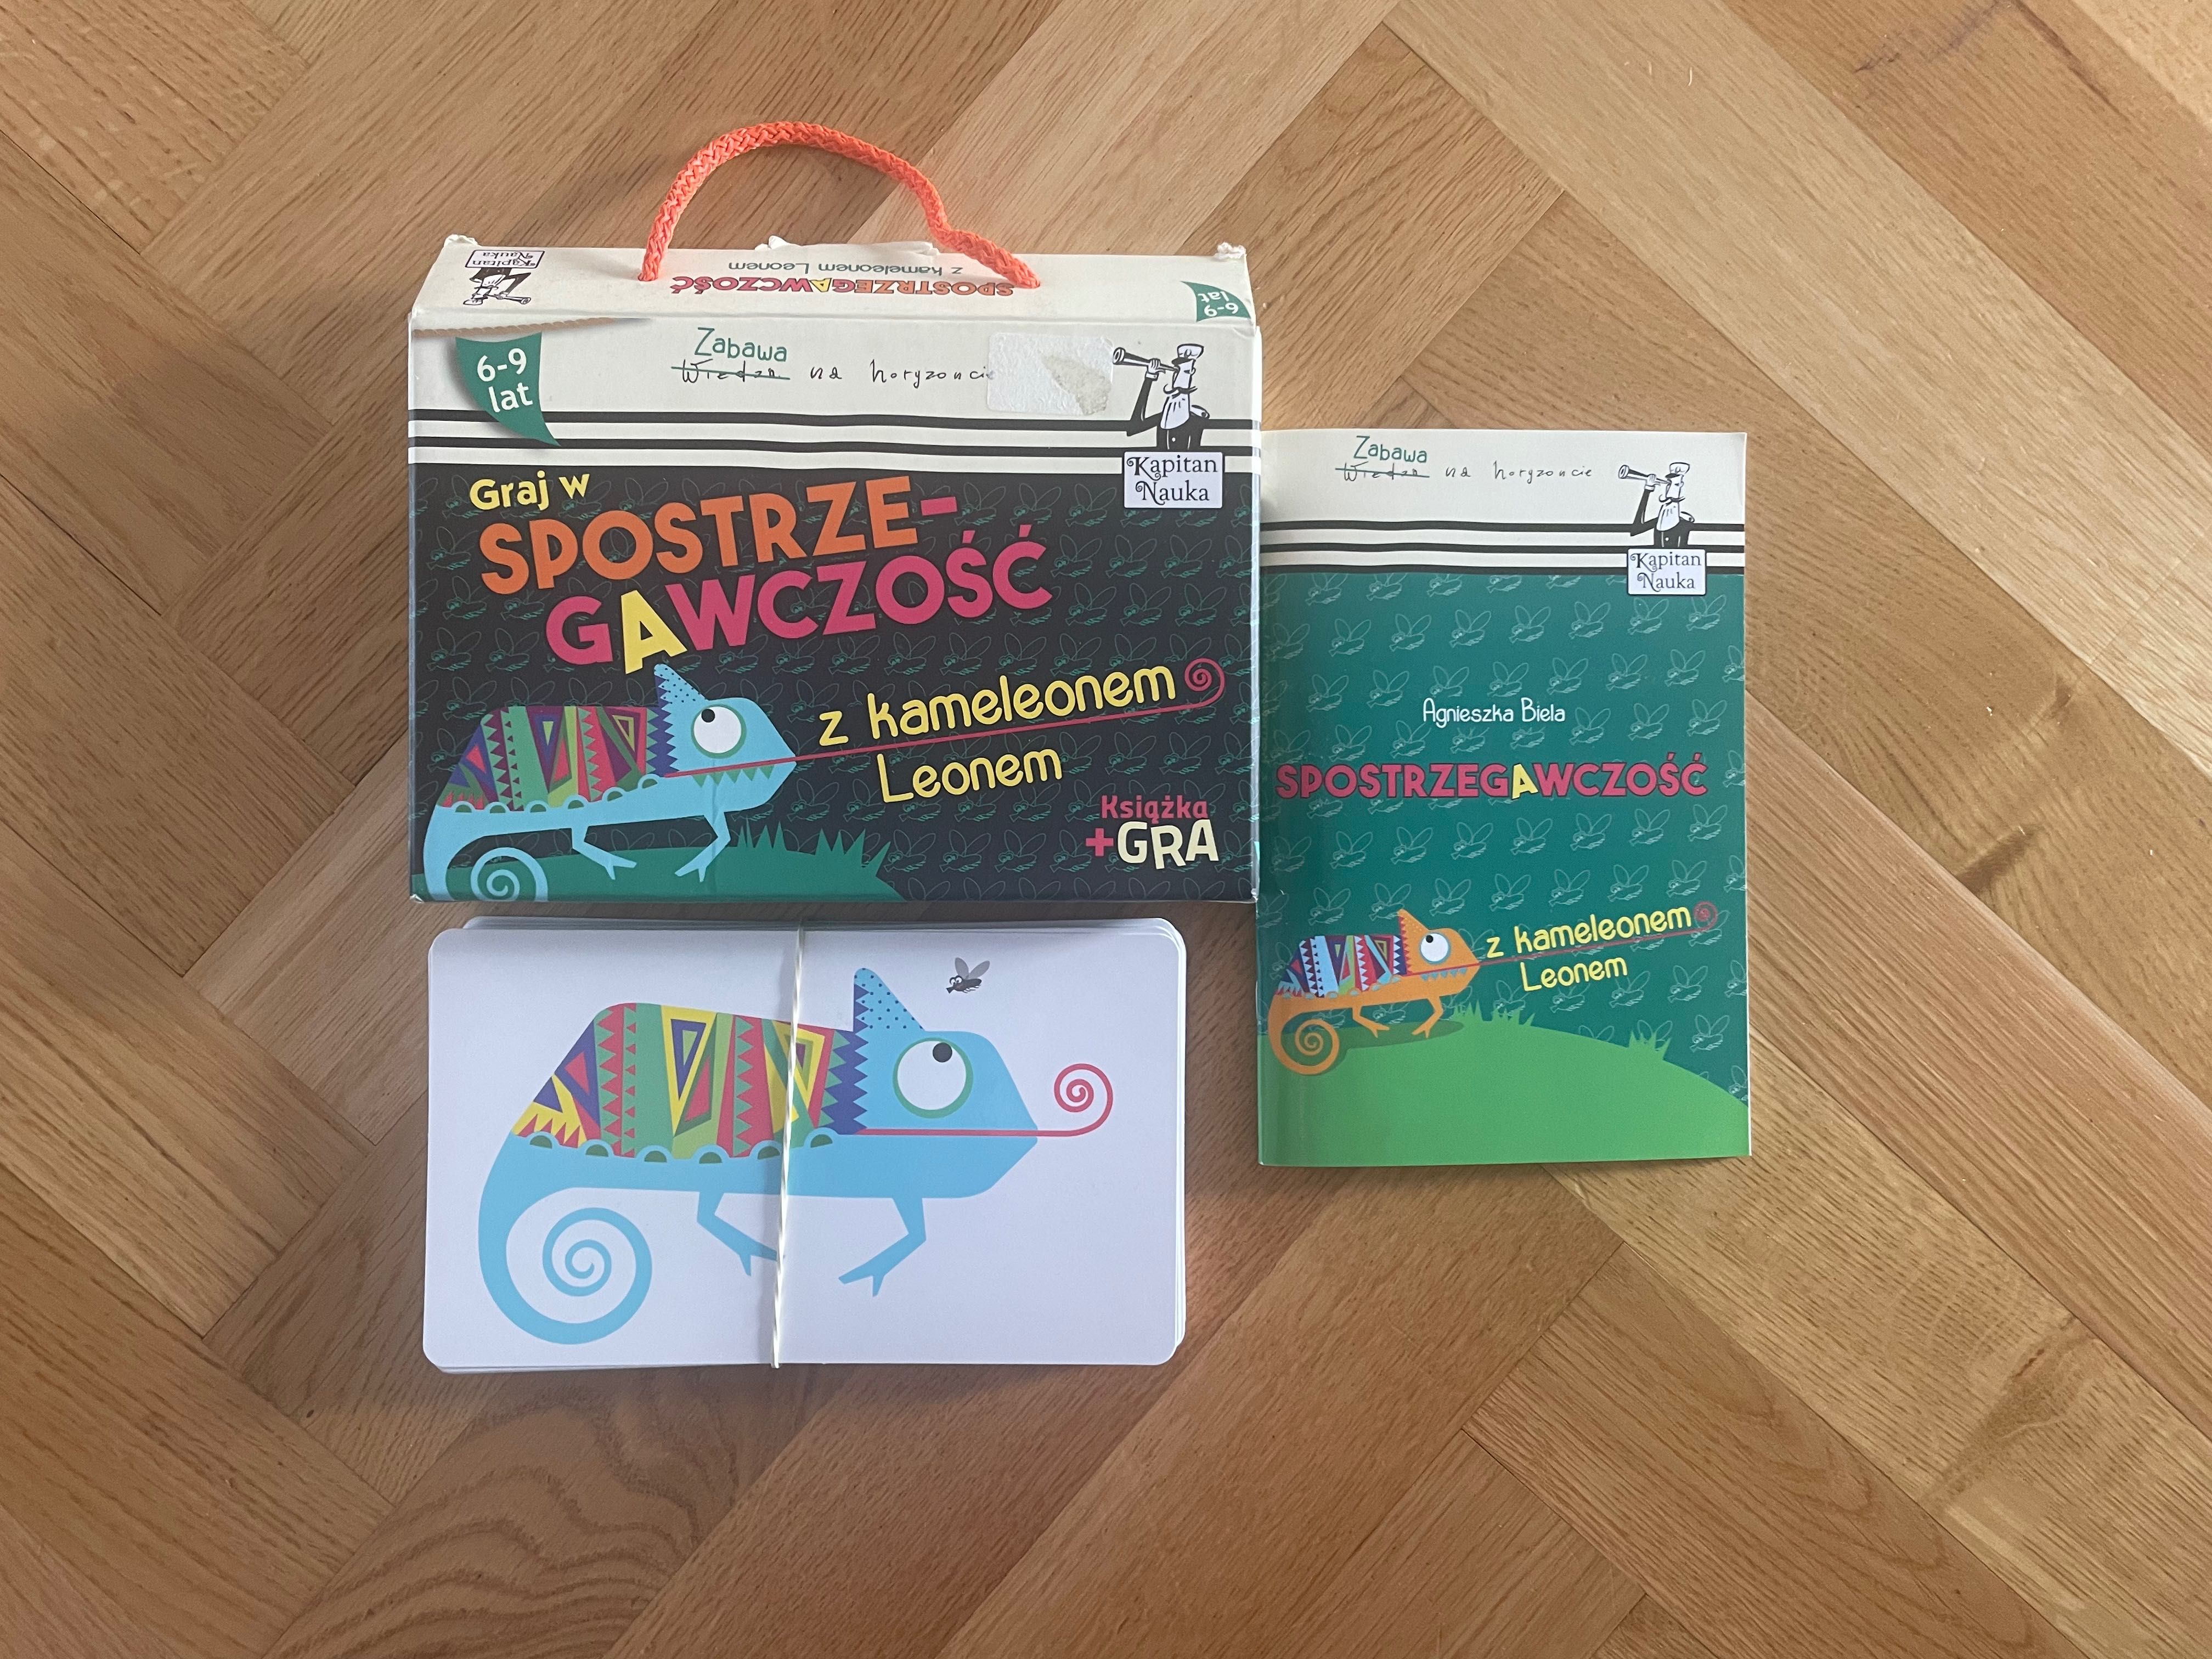 Kapitan
Nauka
SPOSTRZEGAWCZOŚĆ
z kameleonem Leonem
6-9
lat
6-9
lat
Zabawa
Wiedza na horyzoncie
Kapitan
Nauka
Graj w
SPOSTRZE-
GAWCZOŚĆ
z kameleonem
Leonem
Książka
+GRA
Zabawa
Wiedza na horyzoncie
Kapitan
Nauka
Agnieszka Biela
SPOSTRZEGAWCZOŚĆ
z kameleonem
Leonem